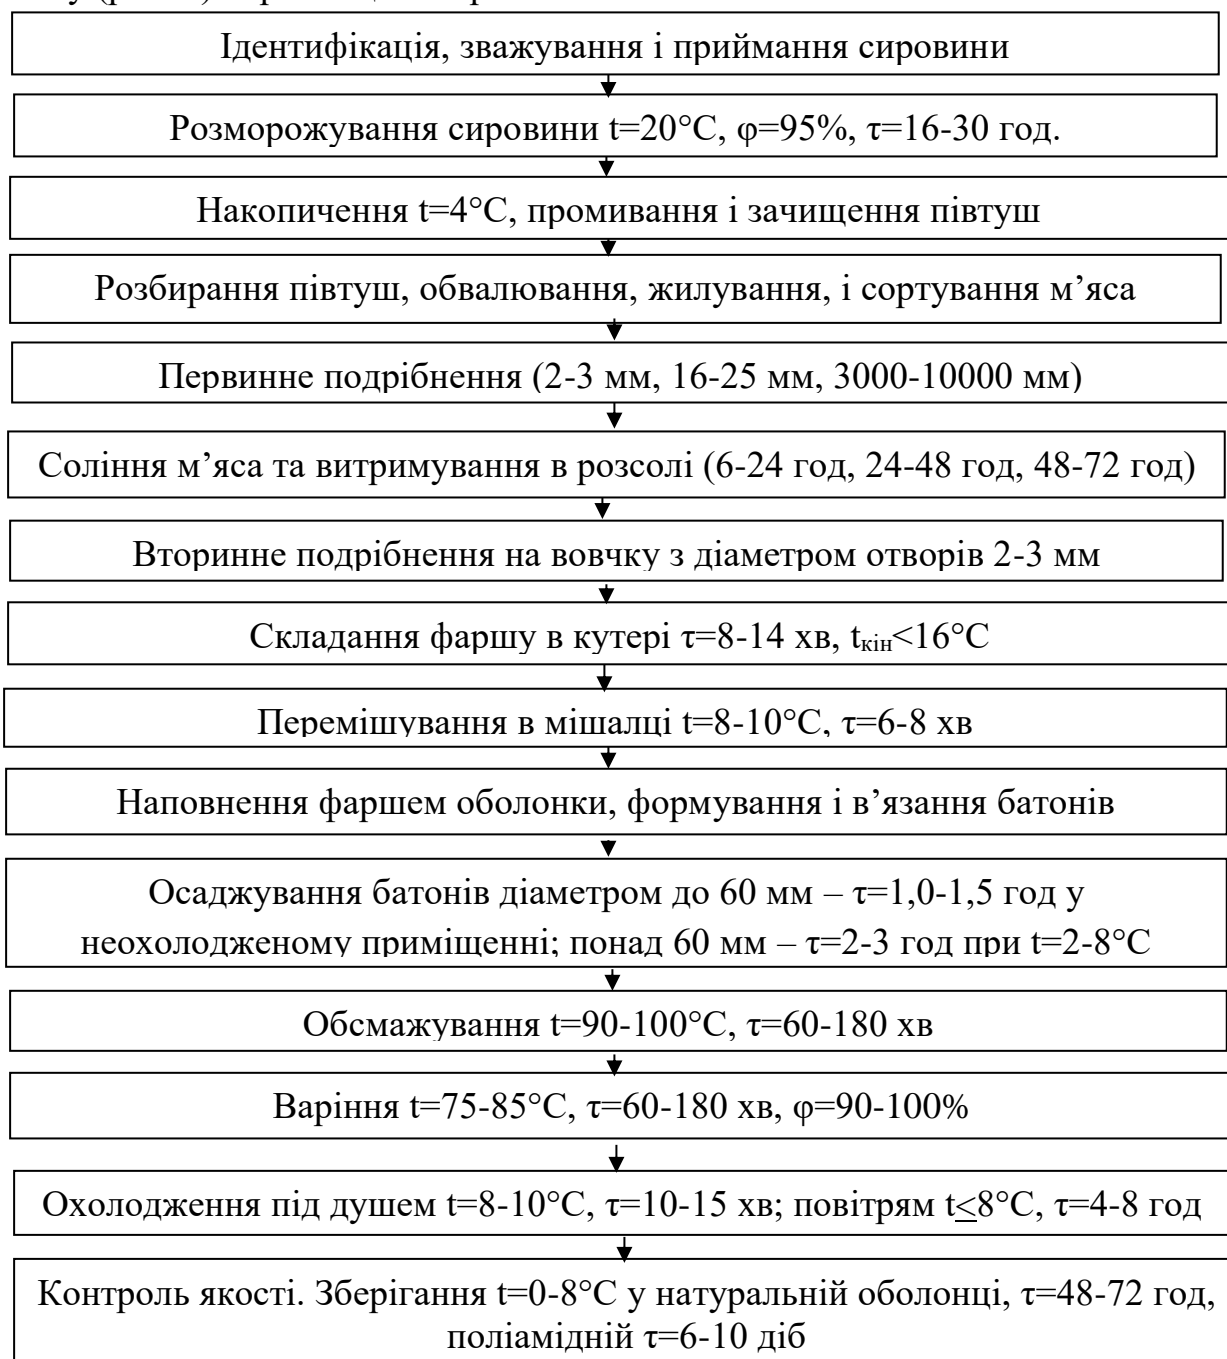 Ідентифікація, зважування і приймання сировини
Розморожування сировини t=20°С, φ=95%, τ=16-30 год.
Накопичення t=4°С, промивання і зачищення півтуш
Розбирання півтуш, обвалювання, жилування, і сортування м’яса
Первинне подрібнення (2-3 мм, 16-25 мм, 3000-10000 мм)
Соління м’яса та витримування в розсолі (6-24 год, 24-48 год, 48-72 год)
Вторинне подрібнення на вовчку з діаметром отворів 2-3 мм
Складання фаршу в кутері τ=8-14 хв, tкін<16°С
Перемішування в мішалці t=8-10°С, τ=6-8 хв
Наповнення фаршем оболонки, формування і в’язання батонів
Осаджування батонів діаметром до 60 мм – τ=1,0-1,5 год у
неохолодженому приміщенні; понад 60 мм – τ=2-3 год при t=2-8°С
Обсмажування t=90-100°С, τ=60-180 хв
Варіння t=75-85°С, τ=60-180 хв, φ=90-100%
Охолодження під душем t=8-10°С, τ=10-15 хв; повітрям t≤8°С, τ=4-8 год
Контроль якості. Зберігання t=0-8°С у натуральній оболонці, τ=48-72 год,
поліамідній τ=6-10 діб